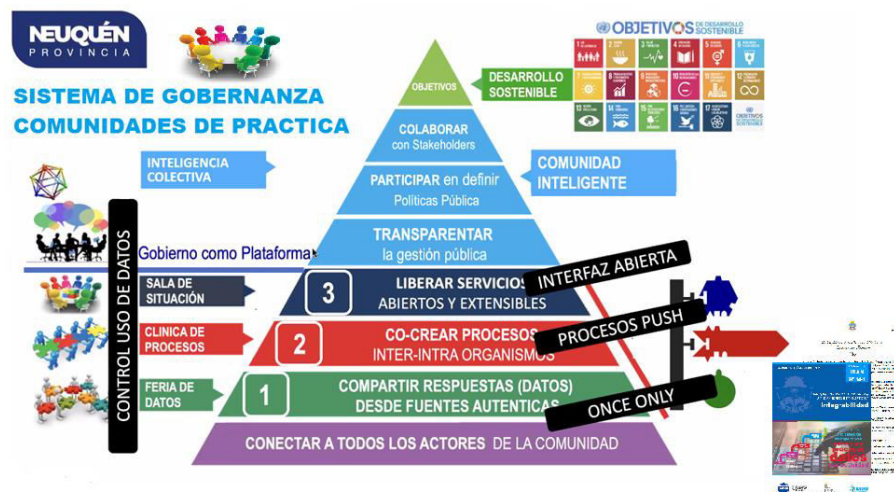 NEUQUÉN
PROVINCIA
SISTEMA DE GOBERNANZA
COMUNIDADES DE PRACTICA
OBJETIVOS DE DESARROLLO SOSTENIBLE
OBJETIVOS
DESARROLLO
SOSTENIBLE
COLABORAR
con Stakeholders
INTELIGENCIA
COLECTIVA
COMUNIDAD
INTELIGENTE
PARTICIPAR en definir
Políticas Pública
TRANSPARENTAR
la gestión pública
Gobierno como Plataforma
CONTROL USO DE DATOS
INTERFAZ ABIERTA
SALA DE
SITUACIÓN
3
LIBERAR SERVICIOS
ABIERTOS Y EXTENSIBLES
PROCESOS PUSH
CLINICA DE
PROCESOS
2
CO-CREAR PROCESOS
INTER-INTRA ORGANISMOS
FERIA DE
DATOS
1
COMPARTIR RESPUESTAS (DATOS)
DESDE FUENTES AUTENTICAS
ONCE ONLY
CONECTAR A TODOS LOS ACTORES DE LA COMUNIDAD
integrabilidad
datos